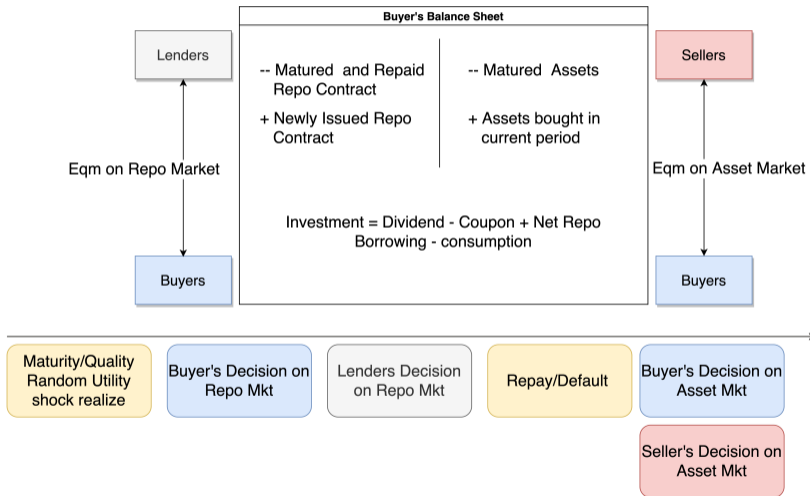 Buyer's Balance Sheet
Lenders
Sellers
-- Matured and Repaid
Repo Contract
-- Matured Assets
+ Newly Issued Repo
Contract
+ Assets bought in
current period
Eqm on Repo Market
Eqm on Asset Market
Investment = Dividend - Coupon + Net Repo
Borrowing - consumption
Buyers
Buyers
Maturity/Quality
Random Utility
shock realize
Buyer's Decision on
Repo Mkt
Lenders Decision
on Repo Mkt
Repay/Default
Buyer's Decision on
Asset Mkt
Seller's Decision on
Asset Mkt